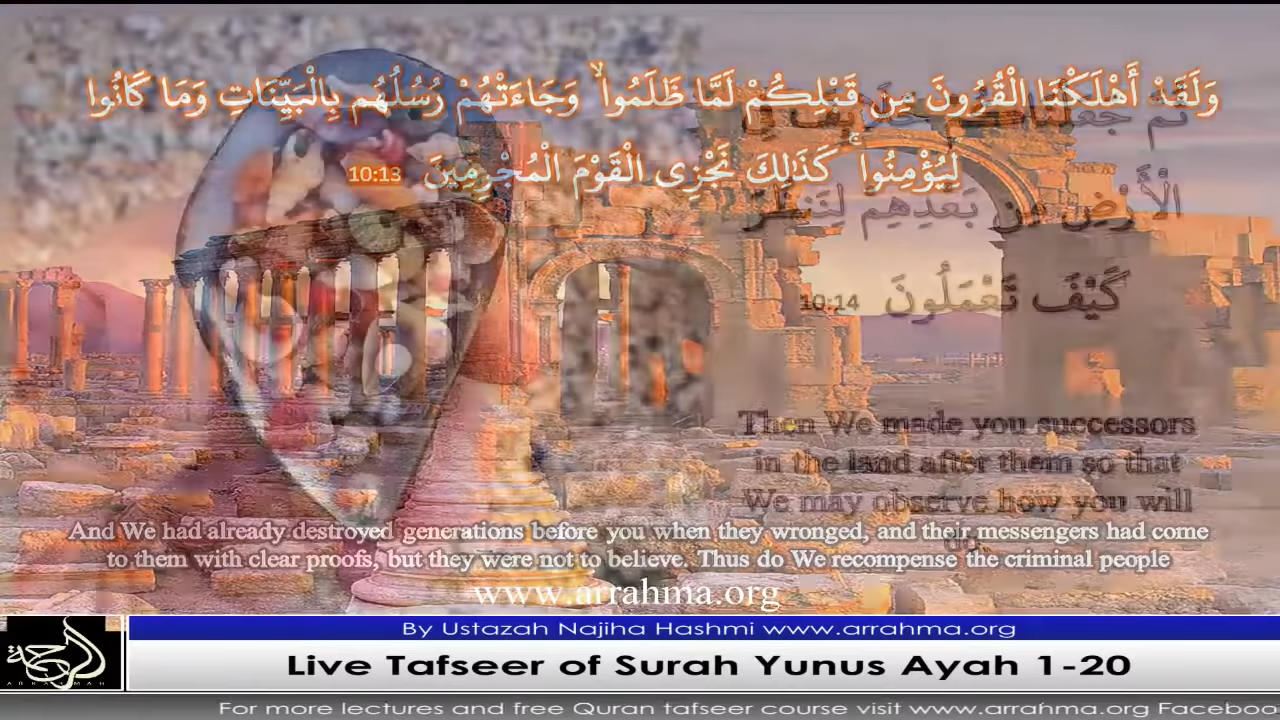 وَلَقَدْ أَهْلَكْنَا الْقُرُونَ مِن قَبْلِكُمْ لَمَّا ظَلَمُوا ۙ وَجَاءَتْهُمْ رُسُلُهُم بِالْبَيِّنَاتِ وَمَا كَانُوا
لِيُؤْمِنُوا ۚ كَذَٰلِكَ نَجْزِي الْقَوْمَ الْمُجْرِمِينَ 10:13
ثُمَّ جَعَلْنَاكُمْ
الْأَرْضِ مِن بَعْدِهِمْ لِنَنظُرَ
كَيْفَ تَعْمَلُونَ 10:14
Then We made you successors
in the land after them so that
We may observe how you will
And We had already destroyed generations before you when they wronged, and their messengers had come
to them with clear proofs, but they were not to believe. Thus do We recompense the criminal people
www.arrahma.org
By Ustazah Najiha Hashmi www.arrahma.org
Live Tafseer of Surah Yunus Ayah 1-20
ARRAHMAH
For more lectures and free Quran tafseer course visit www.arrahma.org Faceboo